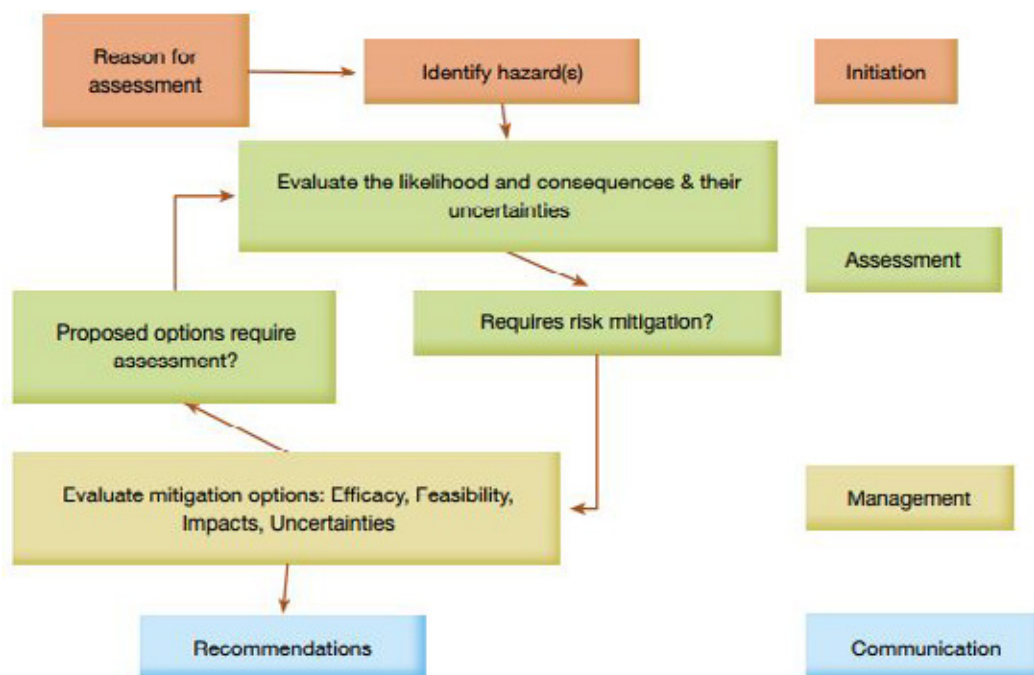 Reason for
assessment
Identify hazard(s)
Initiation
Evaluate the likelihood and consequences & their
uncertainties
Assessment
Proposed options require
assessment?
Requires risk mitigation?
Evaluate mitigation options: Efficacy, Feasibility,
Impacts, Uncertainties
Management
Recommendations
Communication